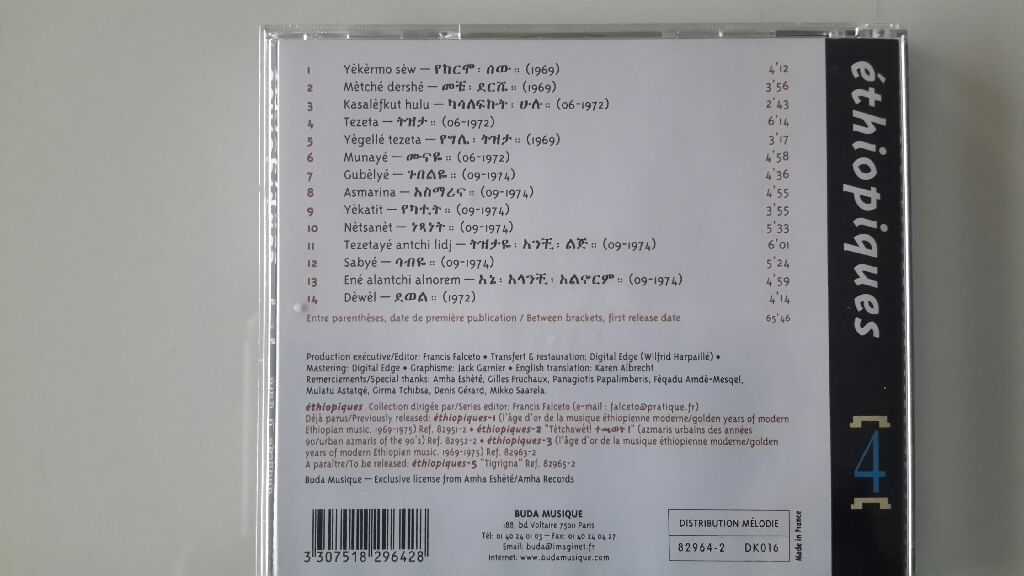 1 Yèkèrmo sèw — የከርሞ ፡ ሰው ። (1969) 4'12
2 Mètché dershé — መቼ ፡ ደርሼ ። (1969) 3'56
3 Kasalèfkut hulu — ካሳለፍኩት ፡ ሁሉ ። (06-1972) 2'43
4 Tezeta — ትዝታ (06-1972) 6'14
5 Yègellé tezeta — የግሌ ፡ ትዝታ ። (1969) 3'17
6 Munayé — ሙናዬ ። (06-1972) 4'58
7 Gubèlyé — ጉበልዬ ። (09-1974) 4'36
8 Asmarina — አስማሪና ። (09-1974) 4'55
9 Yèkatit — የካቲት ። (09-1974) 3'55
10 Nètsanèt — ነጻነት ። (09-1974) 5'33
11 Tezetayé antchi lidj — ትዝታዬ ፡ አንቺ ፡ ልጅ ። (09-1974) 6'01
12 Sabyé — ሳብዬ ። (09-1974) 5'24
13 Ené alantchi alnorem — እኔ ፡ አላንቺ ፡ አልኖርም ። (09-1974) 4'59
14 Dèwèl — ደወል ። (1972) 4'14
Entre parenthèses, date de première publication / Between brackets, first release date 65'46
Production exécutive/Editor: Francis Falceto • Transfert & restauration: Digital Edge (Wilfrid Harpaillé) •
Mastering: Digital Edge • Graphisme: Jack Garnier • English translation: Karen Albrecht
Remerciements/Special thanks: Amha Eshèté, Gilles Fruchaux, Panagiotis Papalimberis, Fèqadu Amdè-Mesqel,
Mulatu Astatqé, Girma Tchibsa, Denis Gérard, Mikko Saarela.
éthiopiques Collection dirigée par/Series editor: Francis Falceto (e-mail : falceto@pratique.fr)
Déjà parus/Previously released: éthiopiques-1 (l'âge d'or de la musique éthiopienne moderne/golden years of modern
Ethiopian music. 1969-1975) Ref. 82951-2 • éthiopiques-2 "Tètchawèt! ተጫወት !" (azmaris urbains des années
90/urban azmaris of the 90's) Ref. 82952-2 • éthiopiques-3 (l'âge d'or de la musique éthiopienne moderne/golden
years of modern Ethiopian music. 1969-1975) Ref. 82963-2
A paraître/To be released: éthiopiques-5 "Tigrigna" Ref. 82965-2
Buda Musique — Exclusive license from Amha Eshèté/Amha Records
BUDA MUSIQUE
188, bd Voltaire 75011 Paris
Tél: 01 40 24 01 03 – Fax: 01 40 24 04 27
Email: buda@imaginet.fr
Internet: www.budamusique.com
3 307518 296428
DISTRIBUTION MÉLODIE
82964-2 DK016
Made in France
éthiopiques
[4]